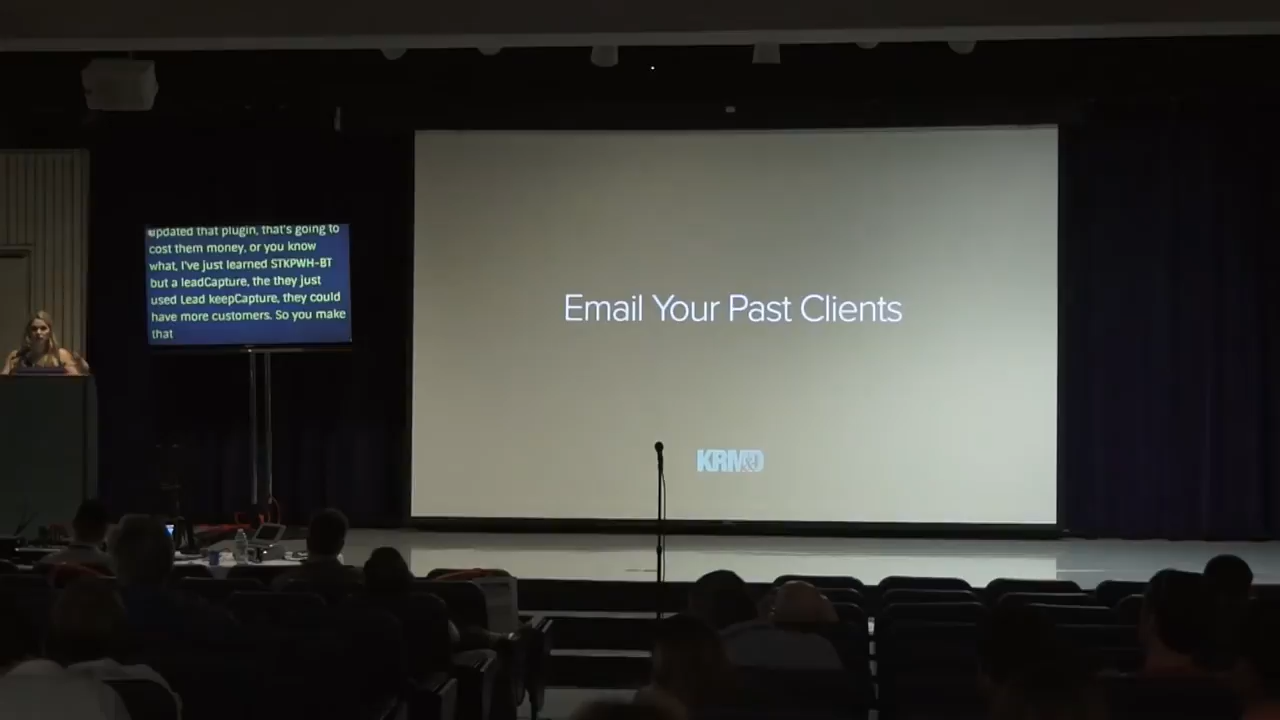 updated that plugin, that's going to
cost them money, or you know
what, I've just learned STKPWH-BT
but a leadCapture, the they just
used Lead keepCapture, they could
have more customers. So you make
that
Email Your Past Clients
KRM&D